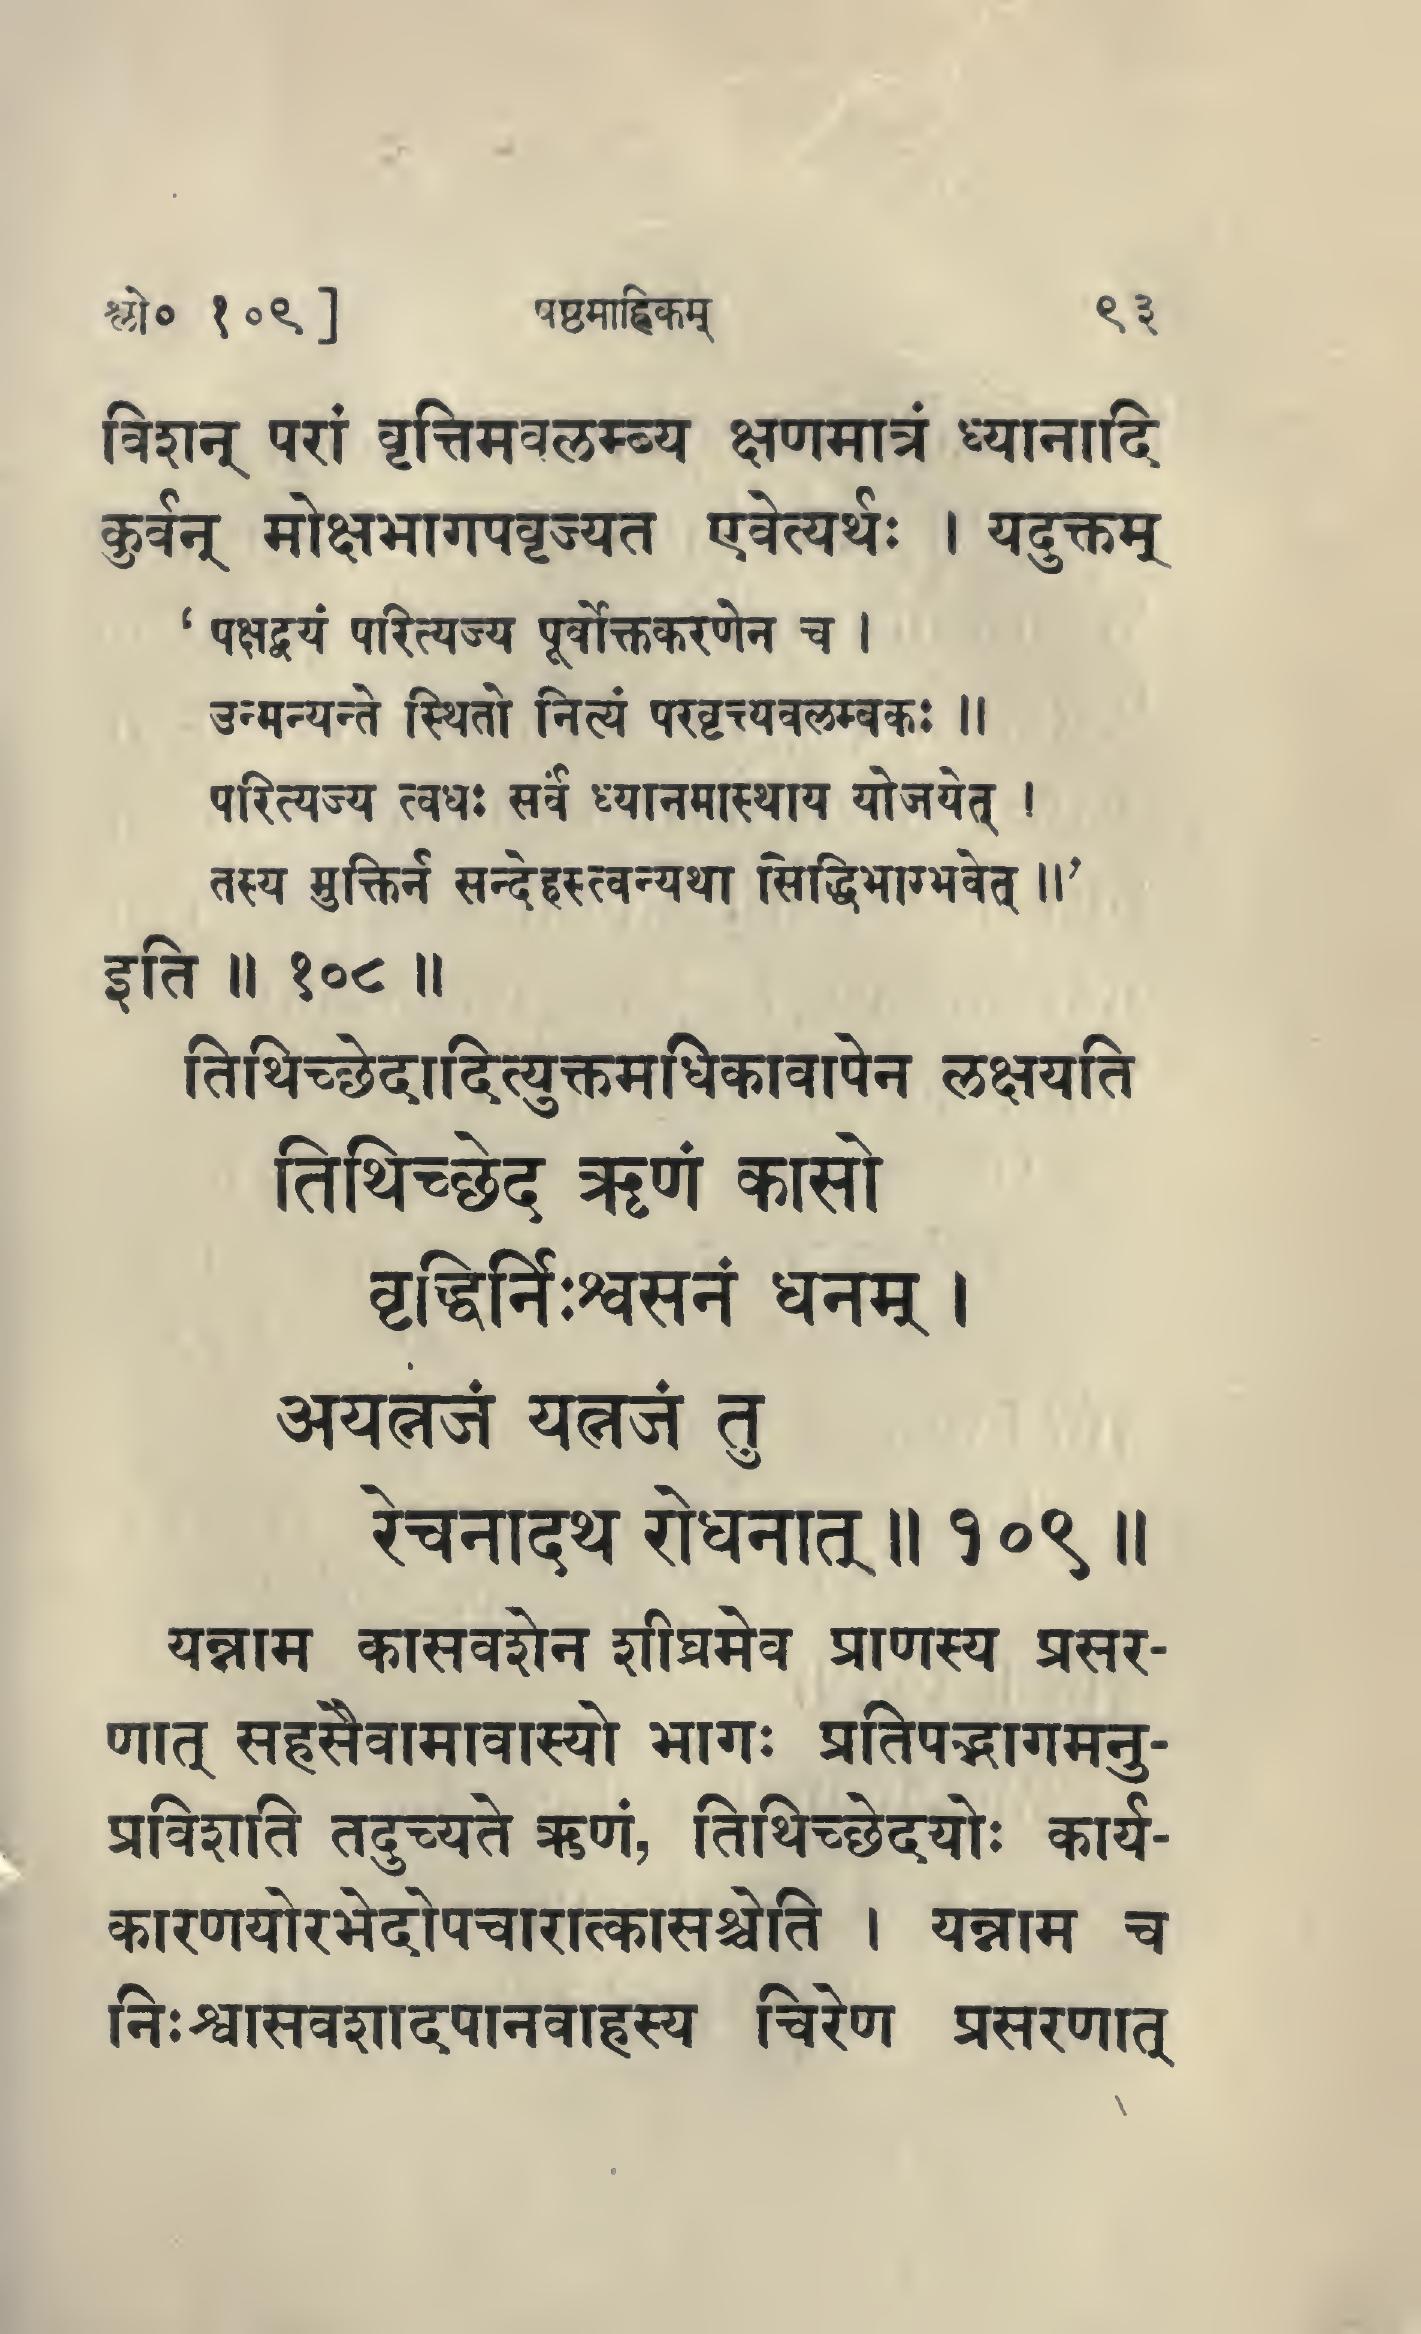 श्लो० १०९] षष्ठमाह्निकम् ९३
विशन् परां वृत्तिमवलम्ब्य क्षणमात्रं ध्यानादि
कुर्वन् मोक्षभागपवृज्यत एवेत्यर्थः । यदुक्तम्
‘ पक्षद्वयं परित्यज्य पूर्वोक्तकरणेन च ।
उन्मन्यन्ते स्थितो नित्यं परवृत्त्यवलम्बकः ॥
परित्यज्य त्वधः सर्वं ध्यानमास्थाय योजयेत् ।
तस्य मुक्तिर्न सन्देहस्त्वन्यथा सिद्धिभाग्भवेत् ॥’
इति ॥ १०८ ॥
तिथिच्छेदादित्युक्तमधिकावापेन लक्षयति
तिथिच्छेद ऋणं कासो
वृद्धिर्निःश्वसनं धनम् ।
अयत्नजं यत्नजं तु
रेचनादथ रोधनात् ॥ १०९ ॥
यन्नाम कासवशेन शीघ्रमेव प्राणस्य प्रसर-
णात् सहसैवामावास्यो भागः प्रतिपद्भागमनु-
प्रविशति तदुच्यते ऋणं, तिथिच्छेदयोः कार्य-
कारणयोरभेदोपचारात्कासश्चेति । यन्नाम च
निःश्वासवशादपानवाहस्य चिरेण प्रसरणात्